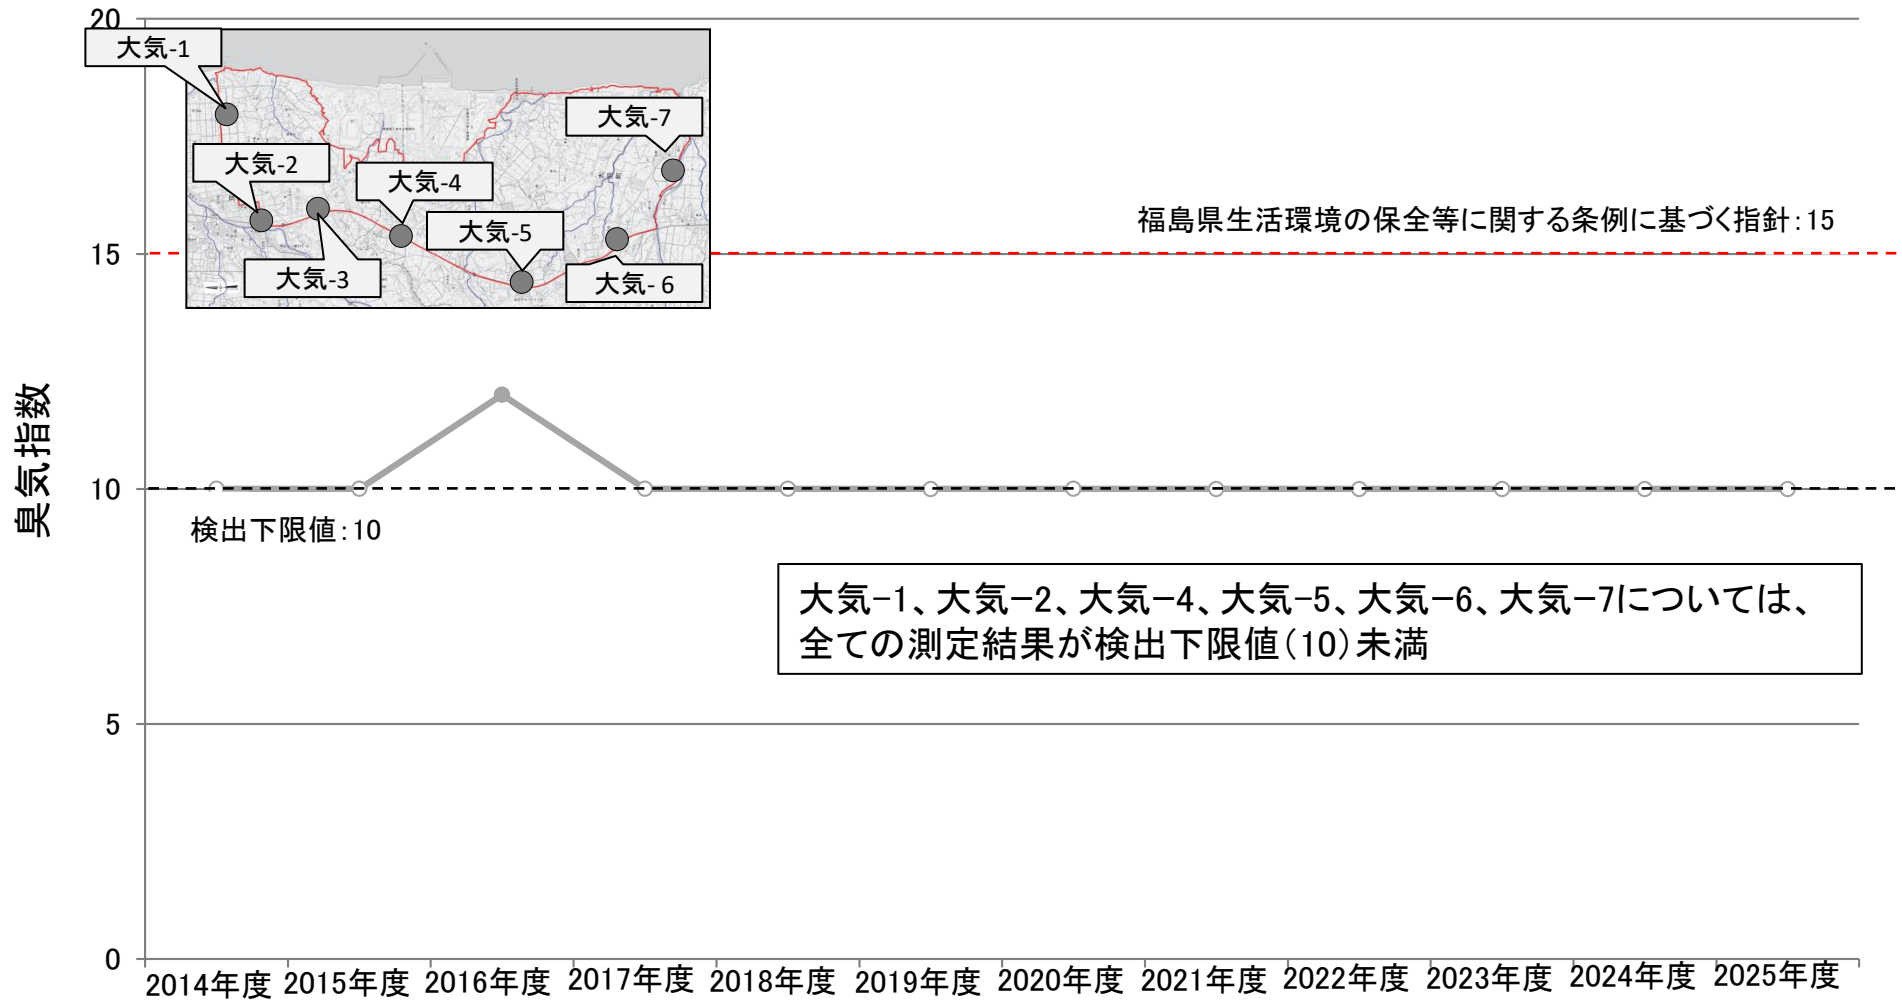 20
大気-1
大気-7
大気-2
大気-4
福島県生活環境の保全等に関する条例に基づく指針：15
大気-5
15
大気-3
大気- 6
臭気指数
10
検出下限値：10
大気-1、大気-2、大気-4、大気-5、大気-6、大気-7については、
全ての測定結果が検出下限値（10）未満
5
0
2014年度 2015年度 2016年度 2017年度 2018年度 2019年度 2020年度 2021年度 2022年度 2023年度 2024年度 2025年度